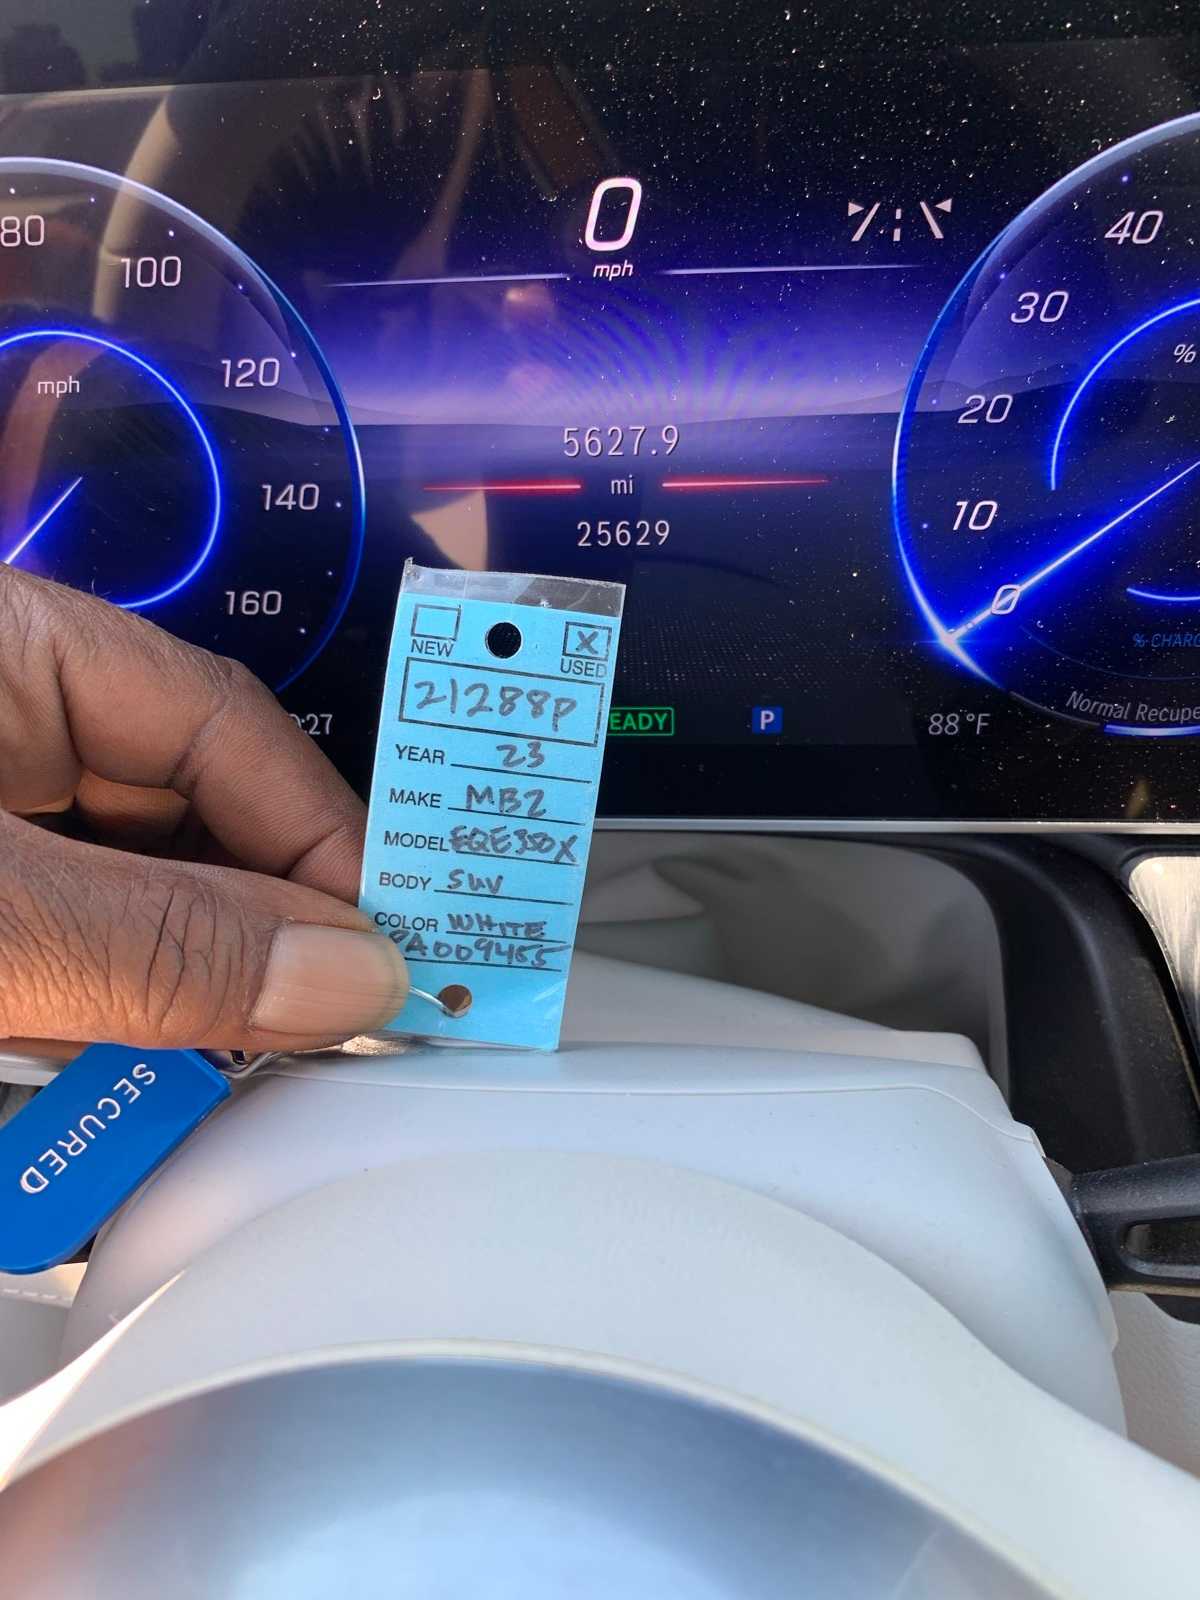 0
mph
80
100
120
140
160
mph
40
30
20
10
0
%
5627.9
mi
25629
EADY
P
88°F
:27
% CHARG
Normal Recupe
NEW
X
USED
21288P
YEAR 23
MAKE MBZ
MODEL EQE350X
BODY SUV
COLOR WHITE
PA009455
SECURED